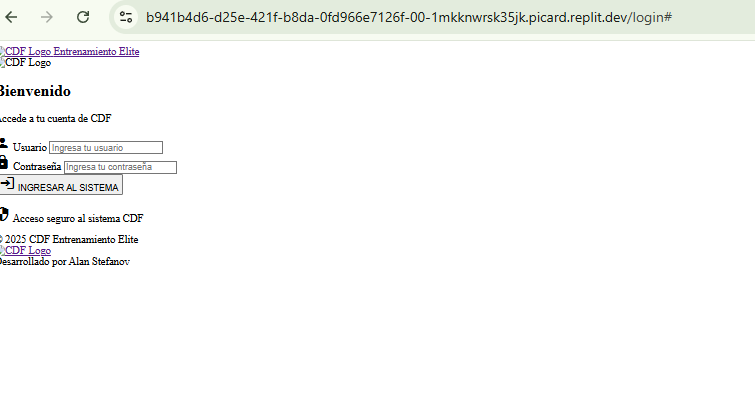 b941b4d6-d25e-421f-b8da-0fd966e7126f-00-1mkknwrsk35jk.picard.replit.dev/login#
CDF Logo Entrenamiento Elite
CDF Logo
Bienvenido
Accede a tu cuenta de CDF
Usuario Ingresa tu usuario
Contraseña Ingresa tu contraseña
INGRESAR AL SISTEMA
Acceso seguro al sistema CDF
© 2025 CDF Entrenamiento Elite
CDF Logo
Desarrollado por Alan Stefanov